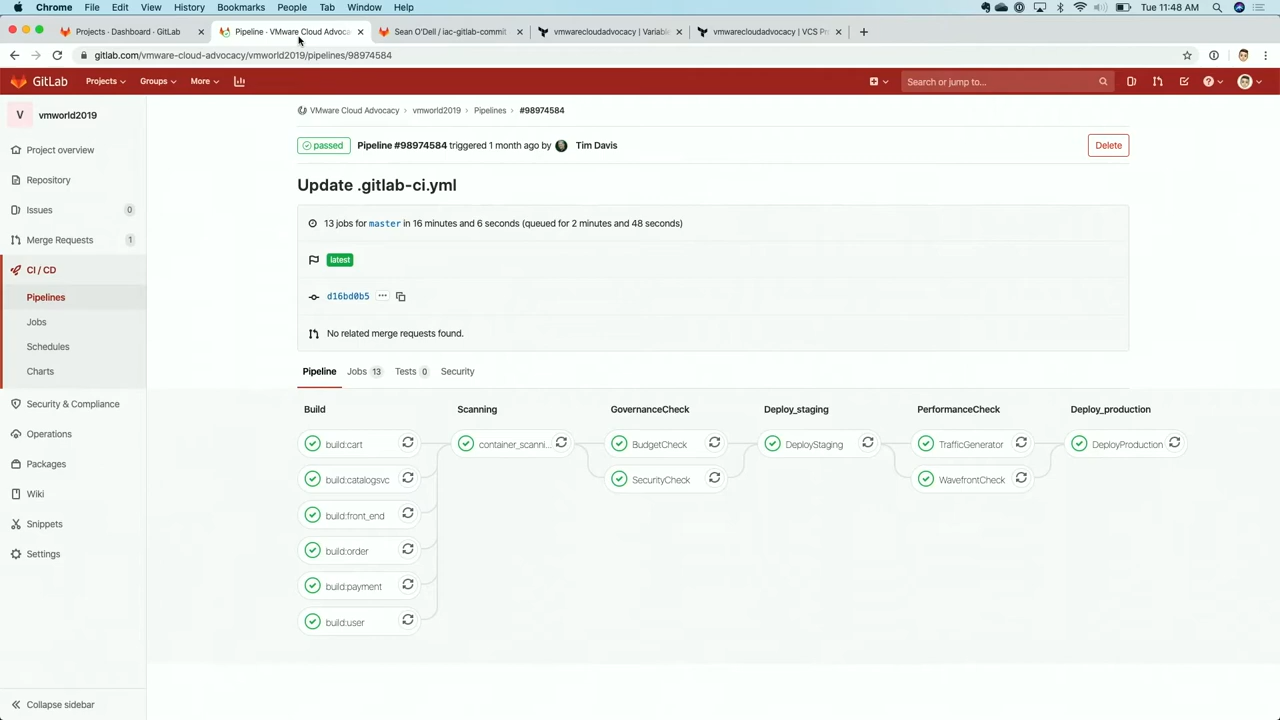 Chrome File Edit View History Bookmarks People Tab Window Help Tue 11:48 AM
Projects · Dashboard · GitLab
Pipeline · VMware Cloud Advoca
Sean O'Dell / iac-gitlab-commit
vmwarecloudadvocacy | Variable
vmwarecloudadvocacy | VCS Pr
gitlab.com/vmware-cloud-advocacy/vmworld2019/pipelines/98974584
GitLab Projects Groups More Search or jump to...
V vmworld2019
Project overview
Repository
Issues 0
Merge Requests 1
CI / CD
Pipelines
Jobs
Schedules
Charts
Security & Compliance
Operations
Packages
Wiki
Snippets
Settings
Collapse sidebar
VMware Cloud Advocacy › vmworld2019 › Pipelines › #98974584
passed Pipeline #98974584 triggered 1 month ago by Tim Davis Delete
Update .gitlab-ci.yml
13 jobs for master in 16 minutes and 6 seconds (queued for 2 minutes and 48 seconds)
latest
d16bd0b5 ...
No related merge requests found.
Pipeline Jobs 13 Tests 0 Security
Build Scanning GovernanceCheck Deploy_staging PerformanceCheck Deploy_production
build:cart container_scanni... BudgetCheck DeployStaging TrafficGenerator DeployProduction
build:catalogsvc SecurityCheck WavefrontCheck
build:front_end
build:order
build:payment
build:user